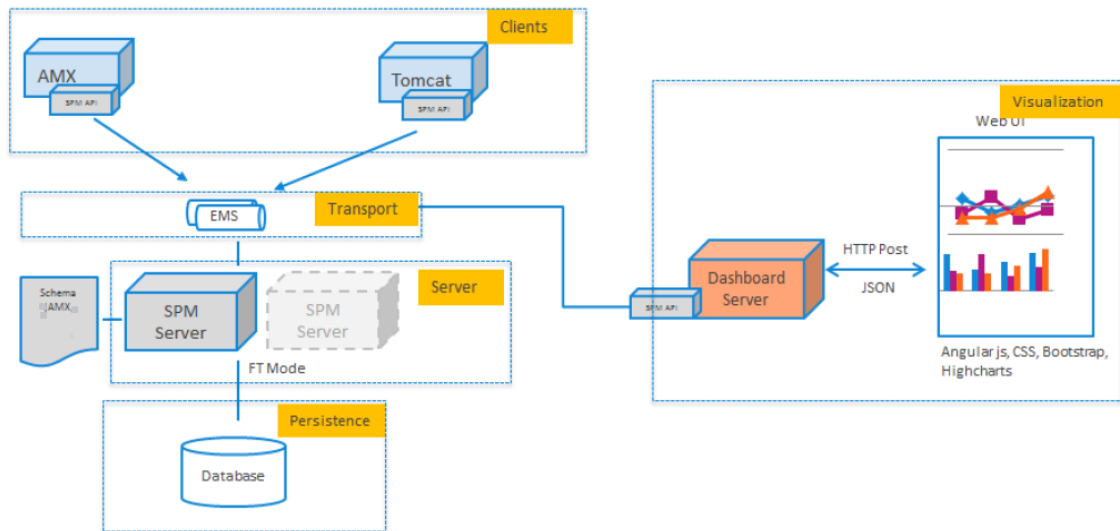 Clients
AMX
SPM API
Tomcat
SPM API
Transport
EMS
Server
Schema
AMX
SPM
Server
SPM
Server
FT Mode
Persistence
Database
Visualization
Web UI
Dashboard
Server
SPM API
HTTP Post
JSON
Angular js, CSS, Bootstrap,
Highcharts